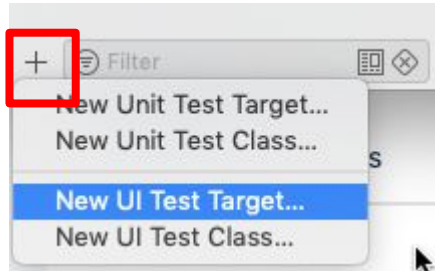 Filter
New Unit Test Target...
New Unit Test Class...
s
New UI Test Target...
New UI Test Class...